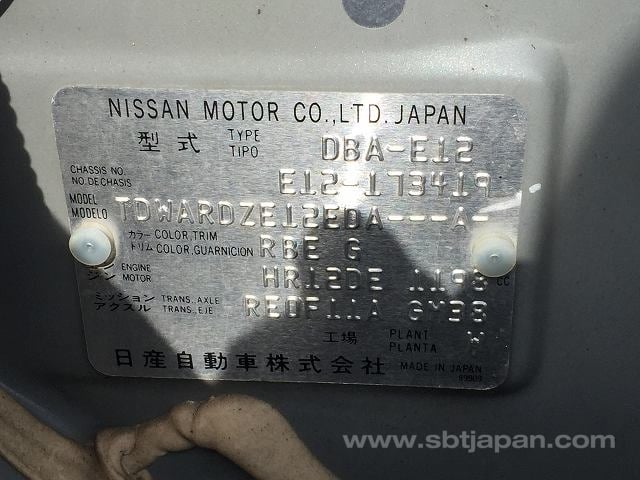 NISSAN MOTOR CO.,LTD. JAPAN
型式 TYPE TIPO DBA-E12
CHASSIS NO. NO.DE CHASIS E12-173419
MODEL MODELO TDWARDZE12EDA---A-
カラー COLOR,TRIM
トリム COLOR,GUARNICION RBE G
ジン ENGINE MOTOR HR12DE 1198 CC
ミッション TRANS.,AXLE
アクスル TRANS.,EJE RE0F11A GY38
工場 PLANT PLANTA W
日産自動車株式会社 MADE IN JAPAN
89909
www.sbtjapan.com